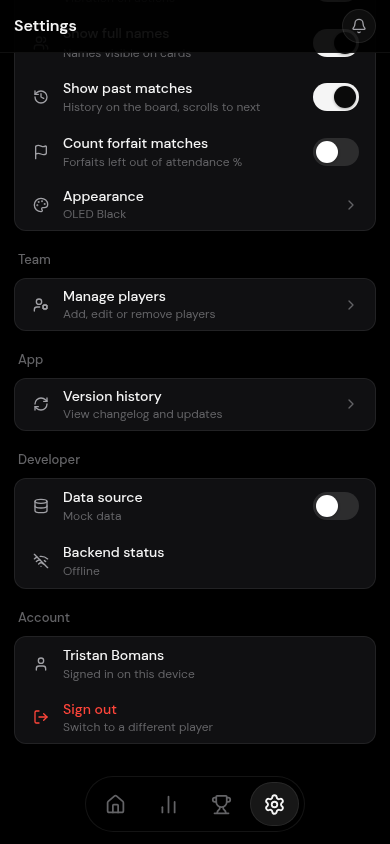 Settings
Show full names
Names visible on cards
Show past matches
History on the board, scrolls to next
Count forfait matches
Forfaits left out of attendance %
Appearance
OLED Black
Team
Manage players
Add, edit or remove players
App
Version history
View changelog and updates
Developer
Data source
Mock data
Backend status
Offline
Account
Tristan Bomans
Signed in on this device
Sign out
Switch to a different player